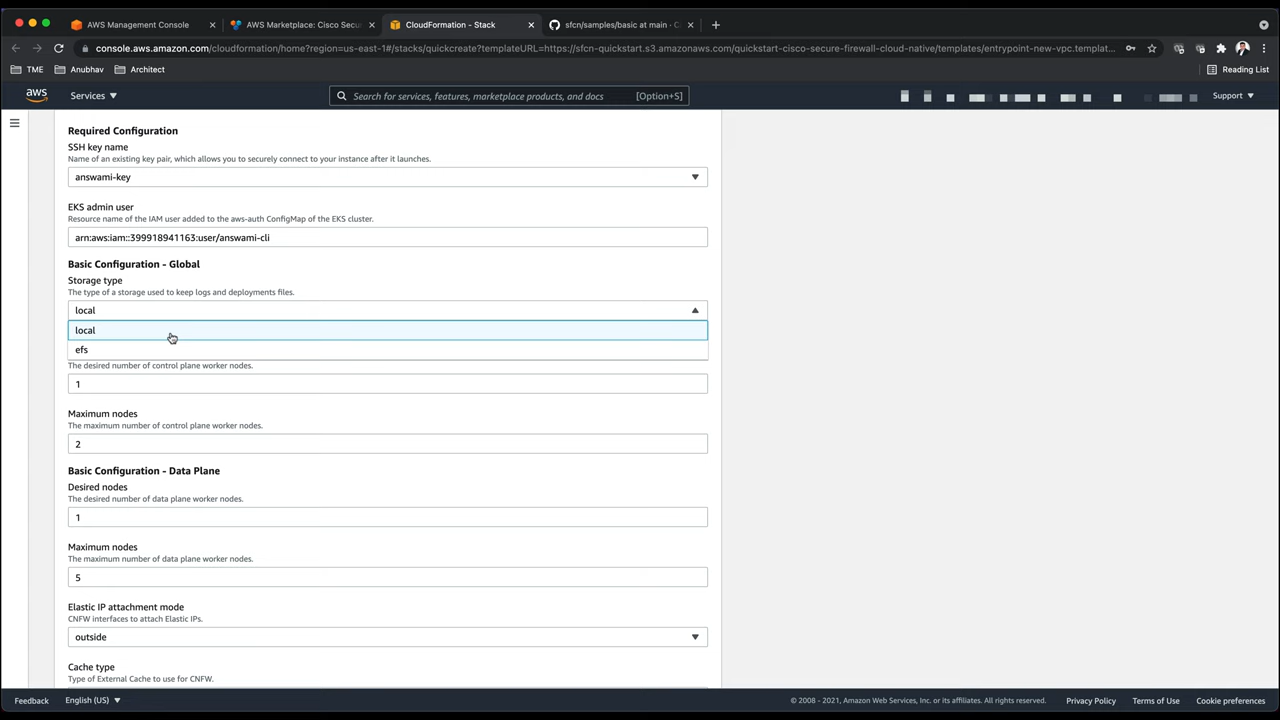 AWS Management Console
AWS Marketplace: Cisco Secu
CloudFormation - Stack
sfcn/samples/basic at main · C
console.aws.amazon.com/cloudformation/home?region=us-east-1#/stacks/quickcreate?templateURL=https://sfcn-quickstart.s3.amazonaws.com/quickstart-cisco-secure-firewall-cloud-native/templates/entrypoint-new-vpc.templat...
TME
Anubhav
Architect
Reading List
aws
Services
Search for services, features, marketplace products, and docs
[Option+S]
Support
Required Configuration
SSH key name
Name of an existing key pair, which allows you to securely connect to your instance after it launches.
answami-key
EKS admin user
Resource name of the IAM user added to the aws-auth ConfigMap of the EKS cluster.
arn:aws:iam::399918941163:user/answami-cli
Basic Configuration - Global
Storage type
The type of a storage used to keep logs and deployments files.
local
local
efs
The desired number of control plane worker nodes.
1
Maximum nodes
The maximum number of control plane worker nodes.
2
Basic Configuration - Data Plane
Desired nodes
The desired number of data plane worker nodes.
1
Maximum nodes
The maximum number of data plane worker nodes.
5
Elastic IP attachment mode
CNFW interfaces to attach Elastic IPs.
outside
Cache type
Type of External Cache to use for CNFW.
Feedback
English (US)
© 2008 - 2021, Amazon Web Services, Inc. or its affiliates. All rights reserved.
Privacy Policy
Terms of Use
Cookie preferences